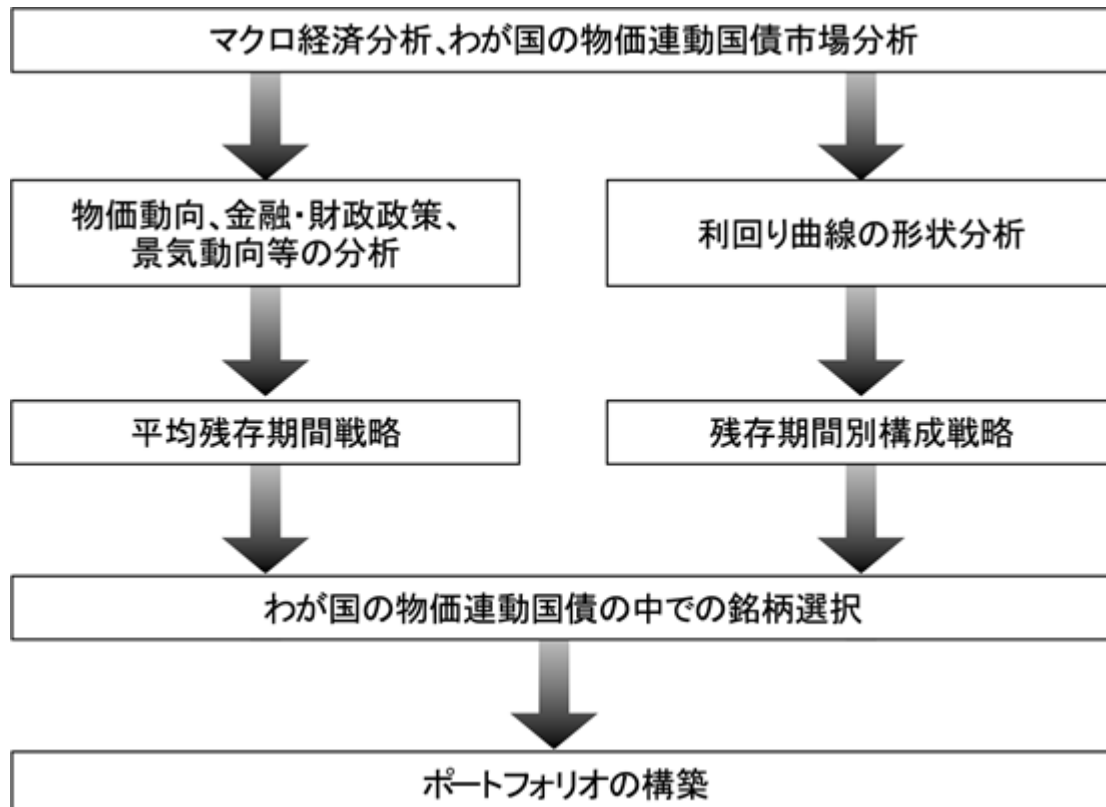 マクロ経済分析、わが国の物価連動国債市場分析
物価動向、金融・財政政策、
景気動向等の分析
利回り曲線の形状分析
平均残存期間戦略
残存期間別構成戦略
わが国の物価連動国債の中での銘柄選択
ポートフォリオの構築